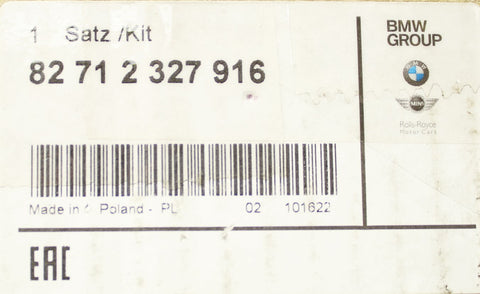 1 Satz /Kit
82 71 2 327 916
Made in Poland - PL 02 101622
EAC
BMW
GROUP
MINI
Rolls-Royce
Motor Cars